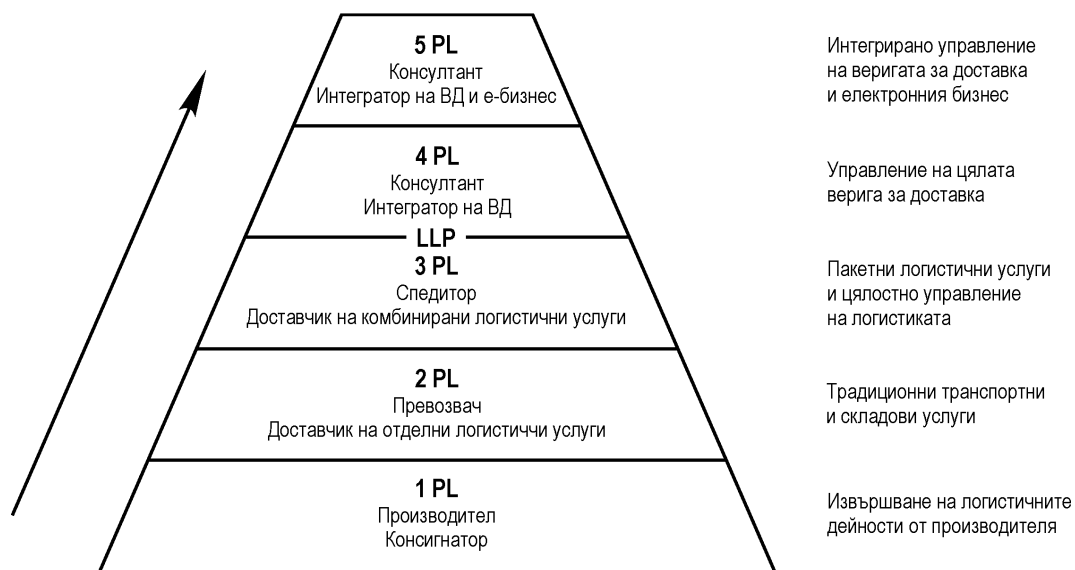 5 PL
Консултант
Интегратор на ВД и е-бизнес
Интегрирано управление
на веригата за доставка
и електронния бизнес
4 PL
Консултант
Интегратор на ВД
Управление на цялата
верига за доставка
LLP
3 PL
Спедитор
Доставчик на комбинирани логистични услуги
Пакетни логистични услуги
и цялостно управление
на логистиката
2 PL
Превозвач
Доставчик на отделни логистиччи услуги
Традиционни транспортни
и складови услуги
1 PL
Производител
Консигнатор
Извършване на логистичните
дейности от производителя